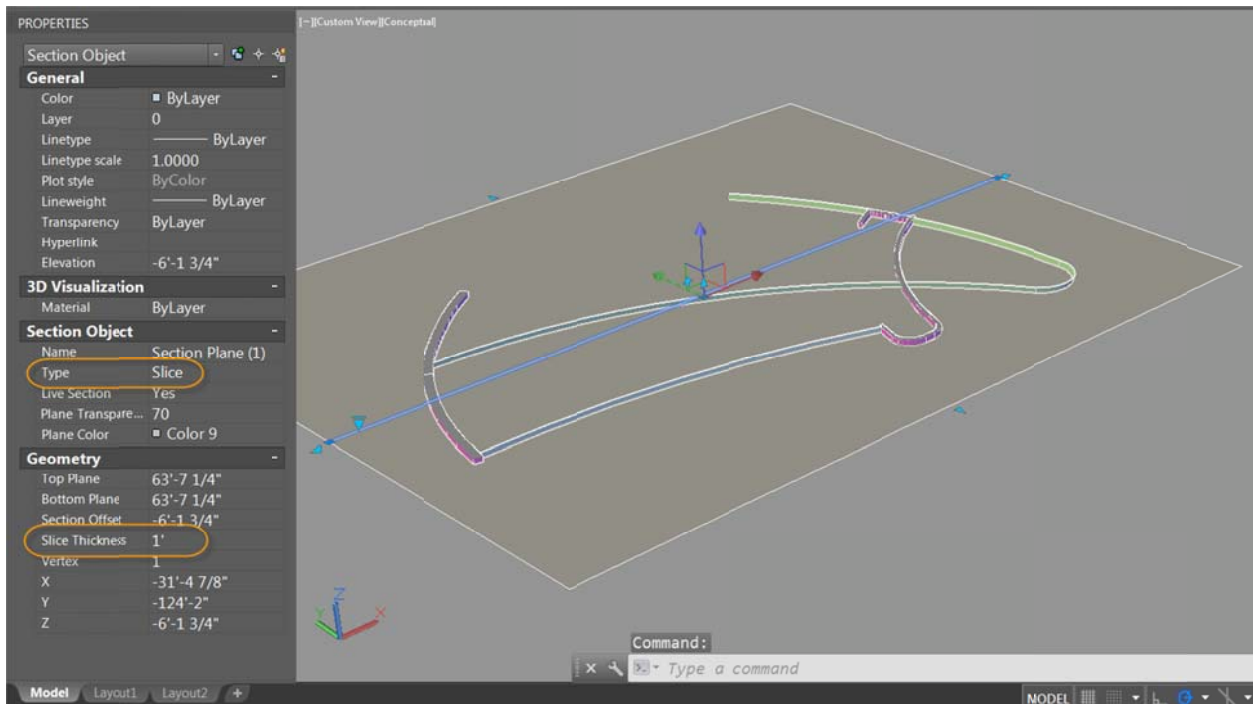 PROPERTIES
[−][Custom View][Conceptual]
Section Object
General
Color ByLayer
Layer 0
Linetype ByLayer
Linetype scale 1.0000
Plot style ByColor
Lineweight ByLayer
Transparency ByLayer
Hyperlink
Elevation -6'-1 3/4"
3D Visualization
Material ByLayer
Section Object
Name Section Plane (1)
Type Slice
Live Section Yes
Plane Transpare... 70
Plane Color Color 9
Geometry
Top Plane 63'-7 1/4"
Bottom Plane 63'-7 1/4"
Section Offset -6'-1 3/4"
Slice Thickness 1'
Vertex 1
X -31'-4 7/8"
Y -124'-2"
Z -6'-1 3/4"
Z
Y
X
Command:
Type a command
Model Layout1 Layout2 +
MODEL